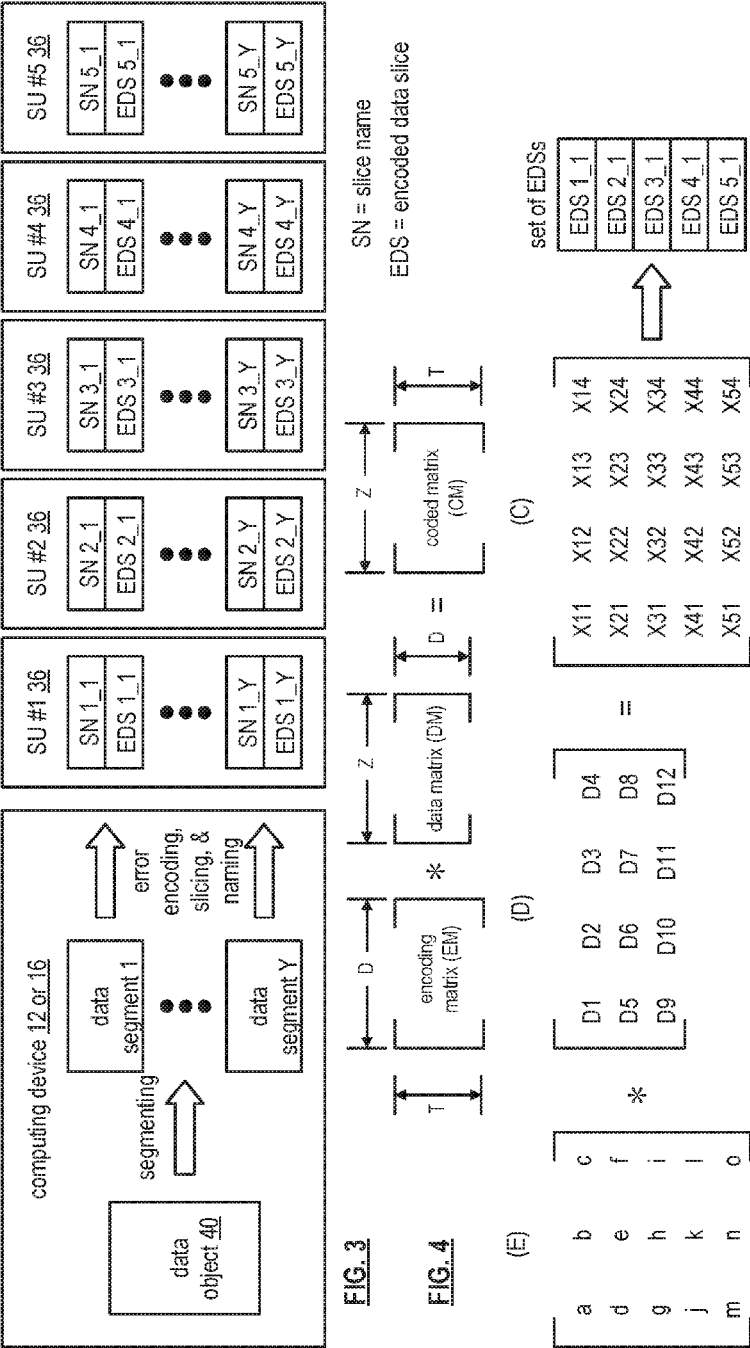 computing device 12 or 16
data
object 40
segmenting
data
segment 1
data
segment Y
error
encoding,
slicing, &
naming
SU #1 36
SN 1_1
EDS 1_1
SN 1_Y
EDS 1_Y
SU #2 36
SN 2_1
EDS 2_1
SN 2_Y
EDS 2_Y
SU #3 36
SN 3_1
EDS 3_1
SN 3_Y
EDS 3_Y
SU #4 36
SN 4_1
EDS 4_1
SN 4_Y
EDS 4_Y
SU #5 36
SN 5_1
EDS 5_1
SN 5_Y
EDS 5_Y
FIG. 3
SN = slice name
EDS = encoded data slice
FIG. 4
T
D
encoding
matrix (EM)
*
Z
data matrix (DM)
D
=
Z
coded matrix
(CM)
T
(E)
a b c
d e f
g h i
j k l
m n o
*
(D)
D1 D2 D3 D4
D5 D6 D7 D8
D9 D10 D11 D12
=
(C)
X11 X12 X13 X14
X21 X22 X23 X24
X31 X32 X33 X34
X41 X42 X43 X44
X51 X52 X53 X54
set of EDSs
EDS 1_1
EDS 2_1
EDS 3_1
EDS 4_1
EDS 5_1